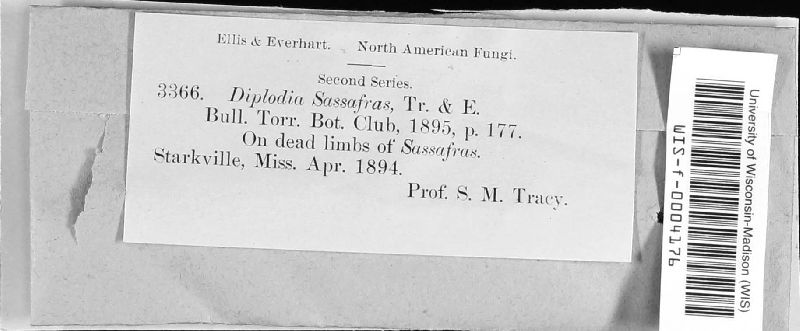 Ellis & Everhart. North American Fungi.
Second Series.
3366. Diplodia Sassafras, Tr. & E.
Bull. Torr. Bot. Club, 1895, p. 177.
On dead limbs of Sassafras.
Starkville, Miss. Apr. 1894.
Prof. S. M. Tracy.
University of Wisconsin-Madison (WIS)
WIS-f-0004176